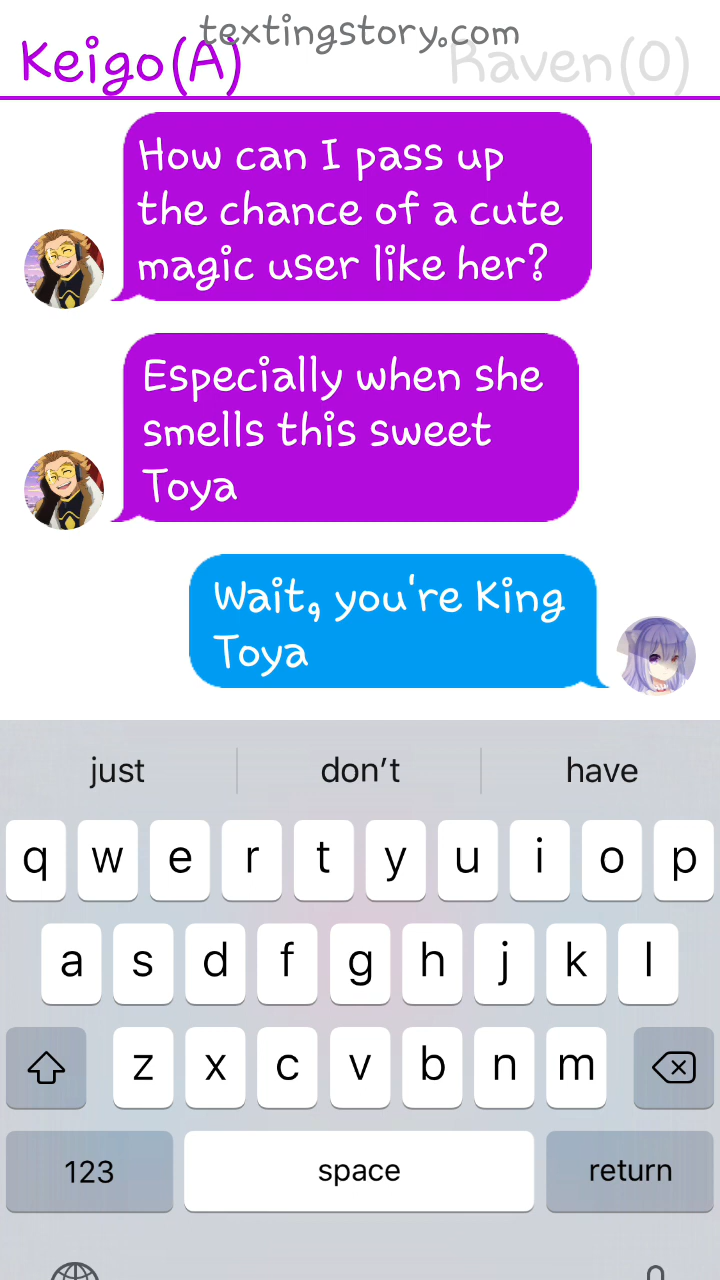 textingstory.com
Keigo(A)
Raven(O)
How can I pass up
the chance of a cute
magic user like her?
Especially when she
smells this sweet
Toya
Wait, you're King
Toya
just don't have
q w e r t y u i o p
a s d f g h j k l
z x c v b n m
123 space return